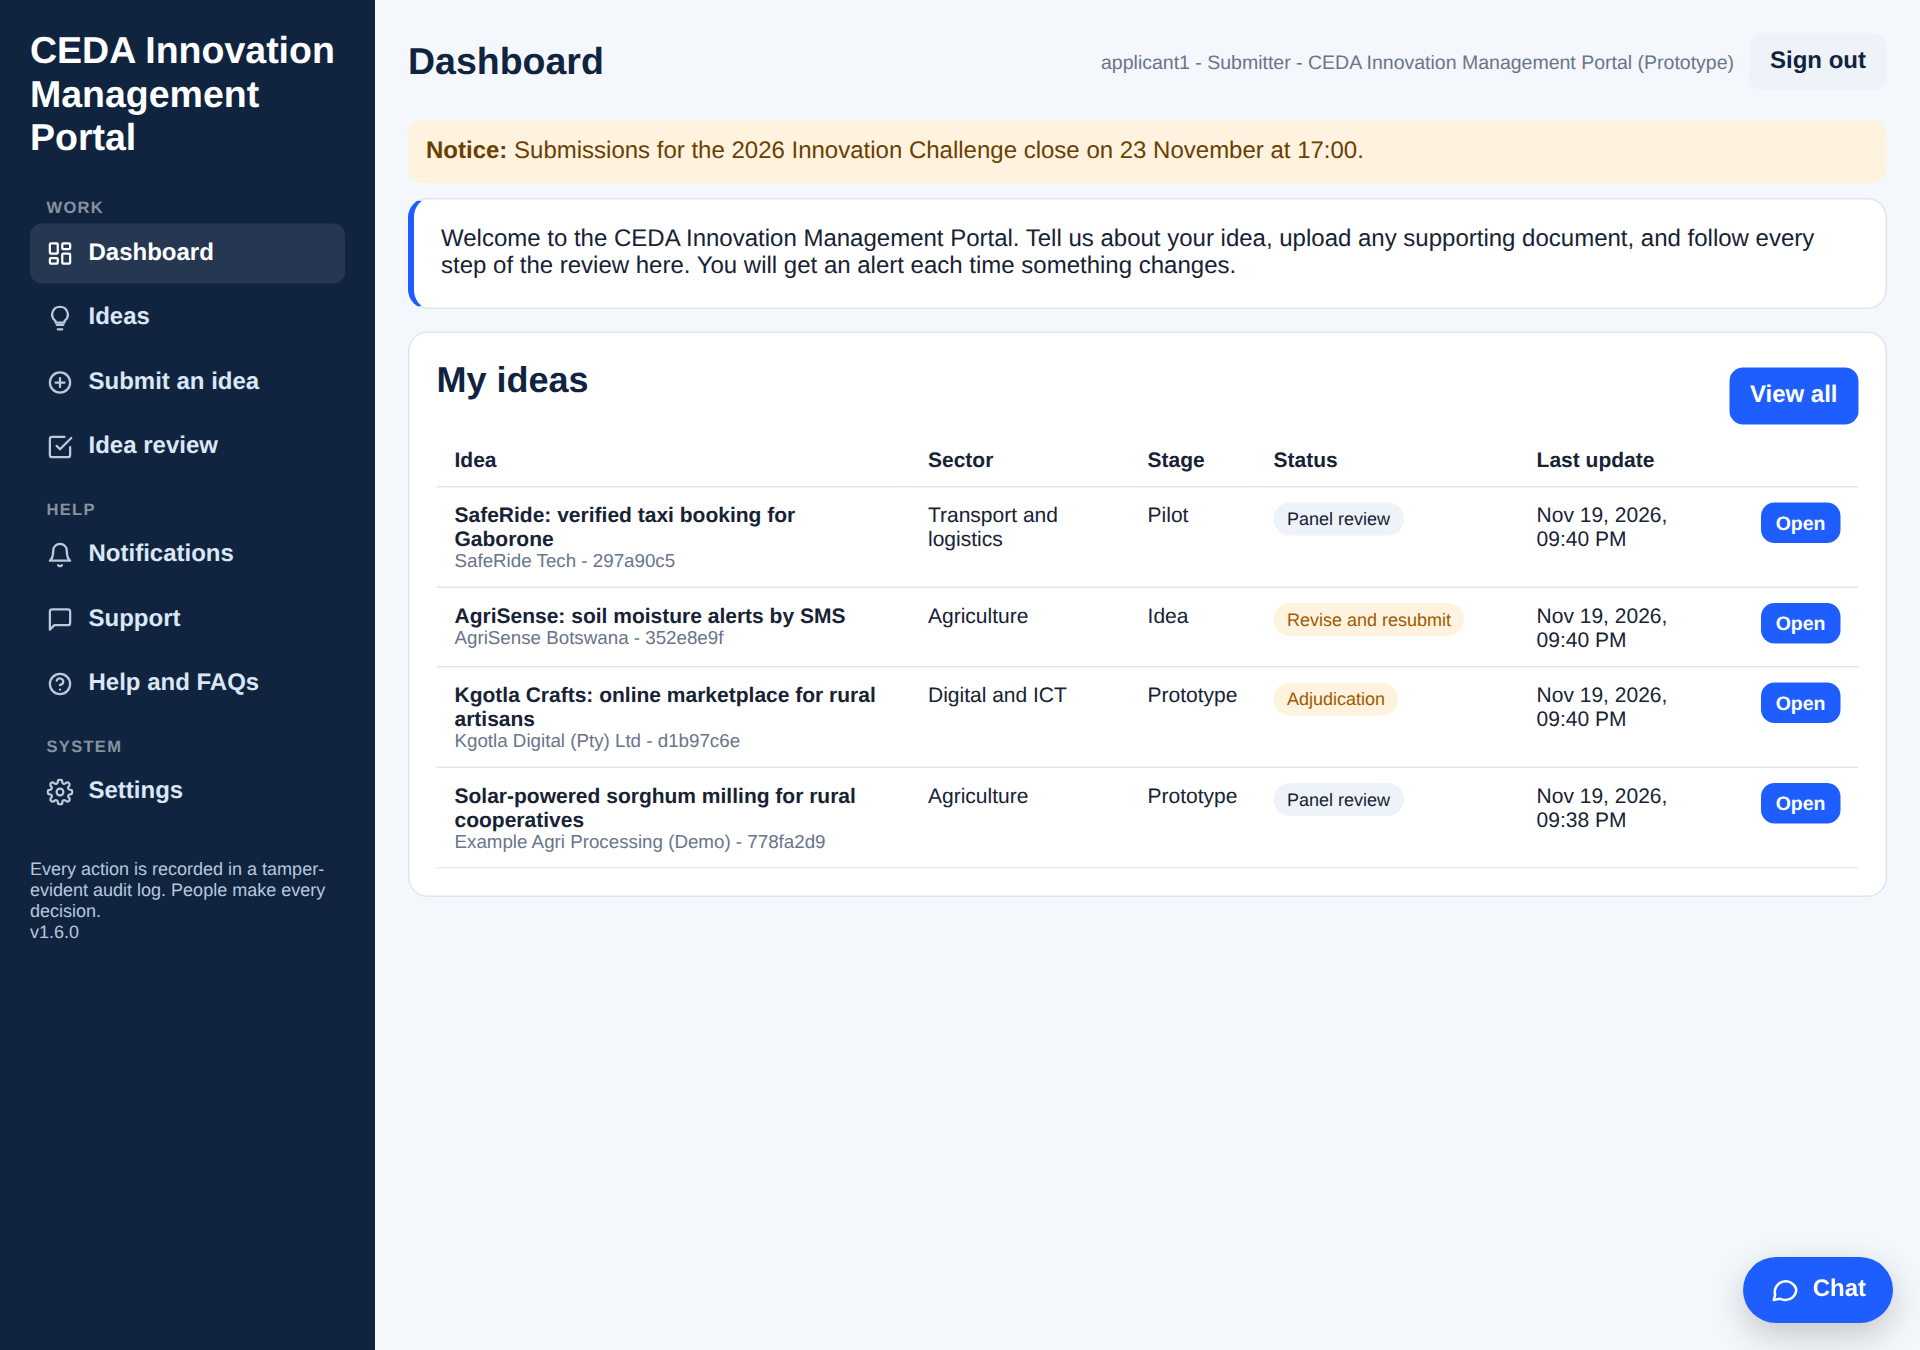 CEDA Innovation
Management
Portal
WORK
Dashboard
Ideas
Submit an idea
Idea review
HELP
Notifications
Support
Help and FAQs
SYSTEM
Settings
Every action is recorded in a tamper-
evident audit log. People make every
decision.
v1.6.0
Dashboard
applicant1 - Submitter - CEDA Innovation Management Portal (Prototype)
Sign out
Notice: Submissions for the 2026 Innovation Challenge close on 23 November at 17:00.
Welcome to the CEDA Innovation Management Portal. Tell us about your idea, upload any supporting document, and follow every
step of the review here. You will get an alert each time something changes.
My ideas
View all
Idea Sector Stage Status Last update
SafeRide: verified taxi booking for Transport and Pilot Panel review Nov 19, 2026, Open
Gaborone logistics 09:40 PM
SafeRide Tech - 297a90c5
AgriSense: soil moisture alerts by SMS Agriculture Idea Revise and resubmit Nov 19, 2026, Open
AgriSense Botswana - 352e8e9f 09:40 PM
Kgotla Crafts: online marketplace for rural Digital and ICT Prototype Adjudication Nov 19, 2026, Open
artisans 09:40 PM
Kgotla Digital (Pty) Ltd - d1b97c6e
Solar-powered sorghum milling for rural Agriculture Prototype Panel review Nov 19, 2026, Open
cooperatives 09:38 PM
Example Agri Processing (Demo) - 778fa2d9
Chat